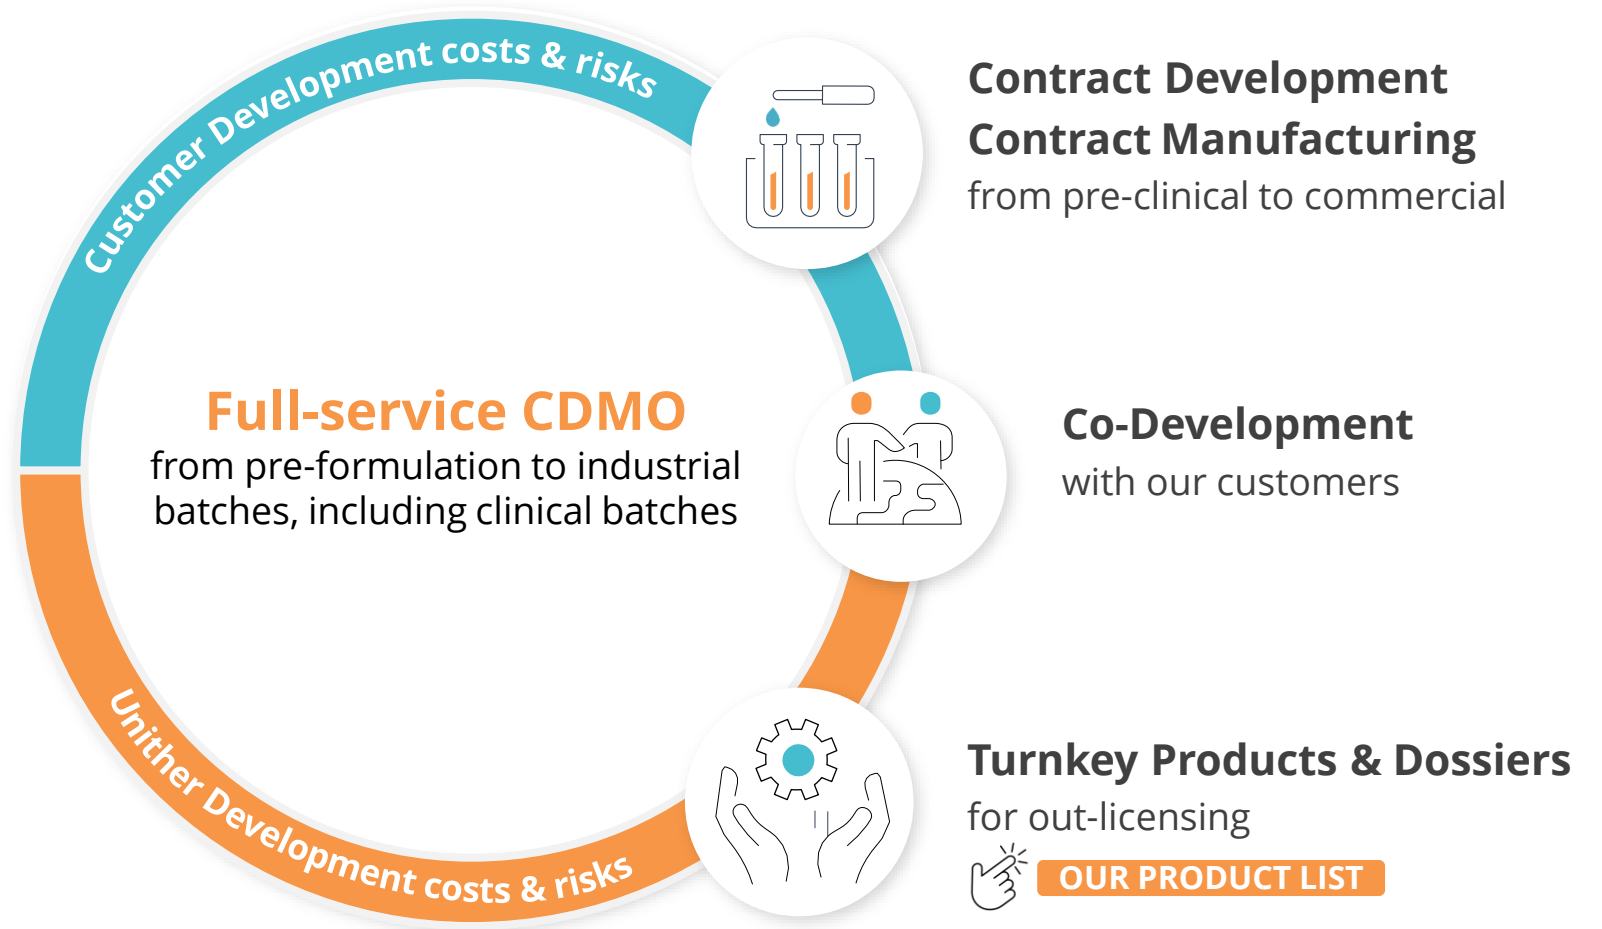 Customer Development costs & risks
Contract Development
Contract Manufacturing
from pre-clinical to commercial
Full-service CDMO
from pre-formulation to industrial
batches, including clinical batches
Co-Development
with our customers
Unither Development costs & risks
Turnkey Products & Dossiers
for out-licensing
OUR PRODUCT LIST